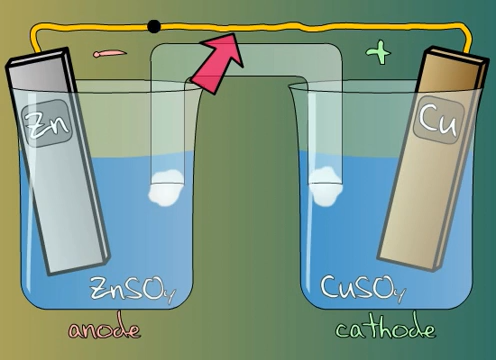 −
+
Zn
Cu
ZnSO4
CuSO4
anode
cathode